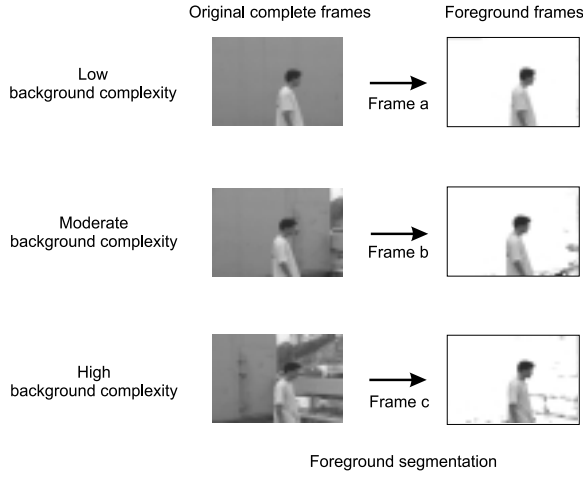 Original complete frames
Foreground frames
Low
background complexity
Frame a
Moderate
background complexity
Frame b
High
background complexity
Frame c
Foreground segmentation